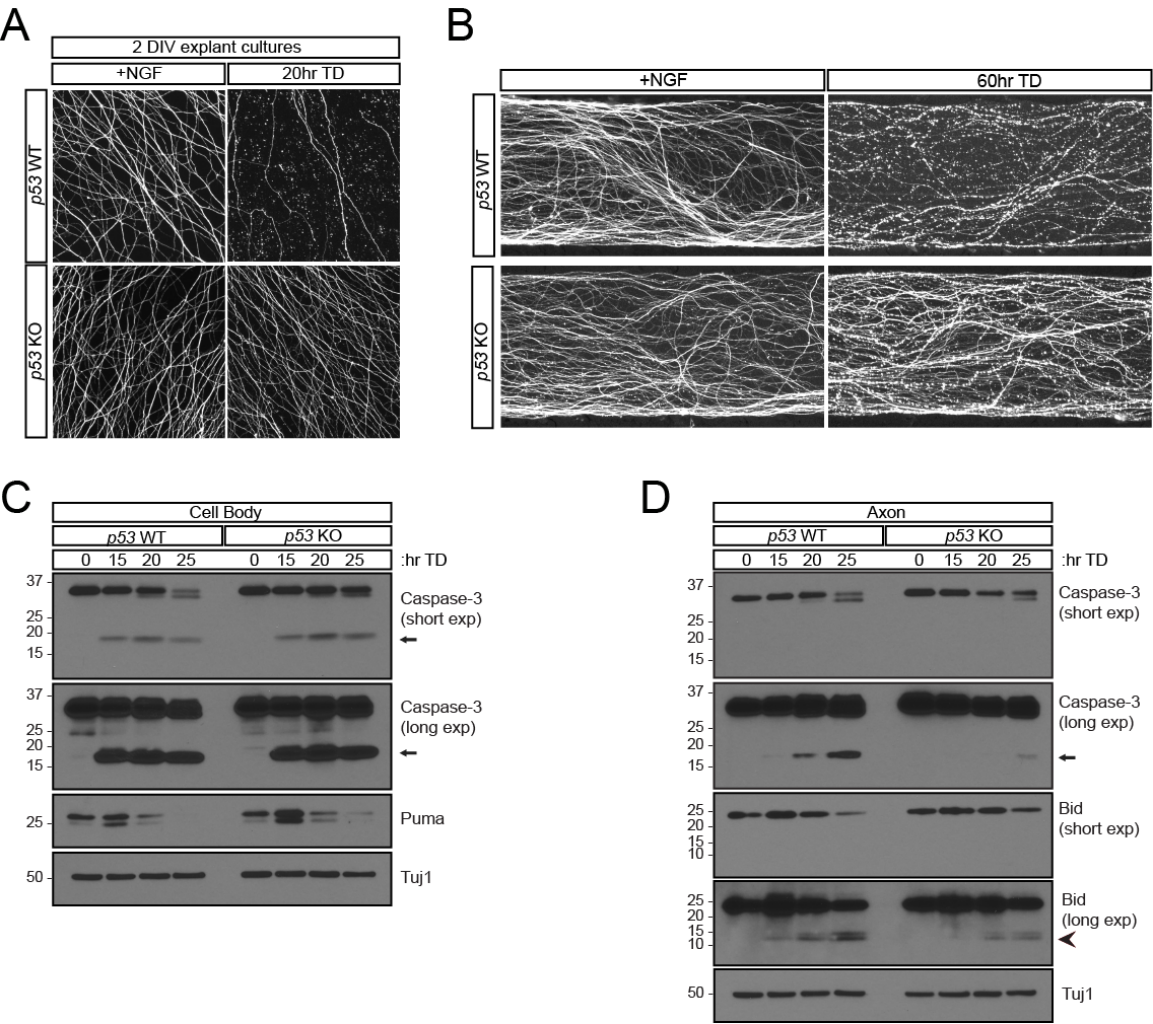 A
2 DIV explant cultures
+NGF 20hr TD
p53 WT
p53 KO
B
+NGF 60hr TD
p53 WT
p53 KO
C
Cell Body
p53 WT p53 KO
0 15 20 25 0 15 20 25 :hr TD
37
25
20
15
Caspase-3
(short exp)
37
25
20
15
Caspase-3
(long exp)
25
Puma
50
Tuj1
D
Axon
p53 WT p53 KO
0 15 20 25 0 15 20 25 :hr TD
37
25
20
15
Caspase-3
(short exp)
37
25
20
15
Caspase-3
(long exp)
25
20
15
10
Bid
(short exp)
25
20
15
10
Bid
(long exp)
50
Tuj1